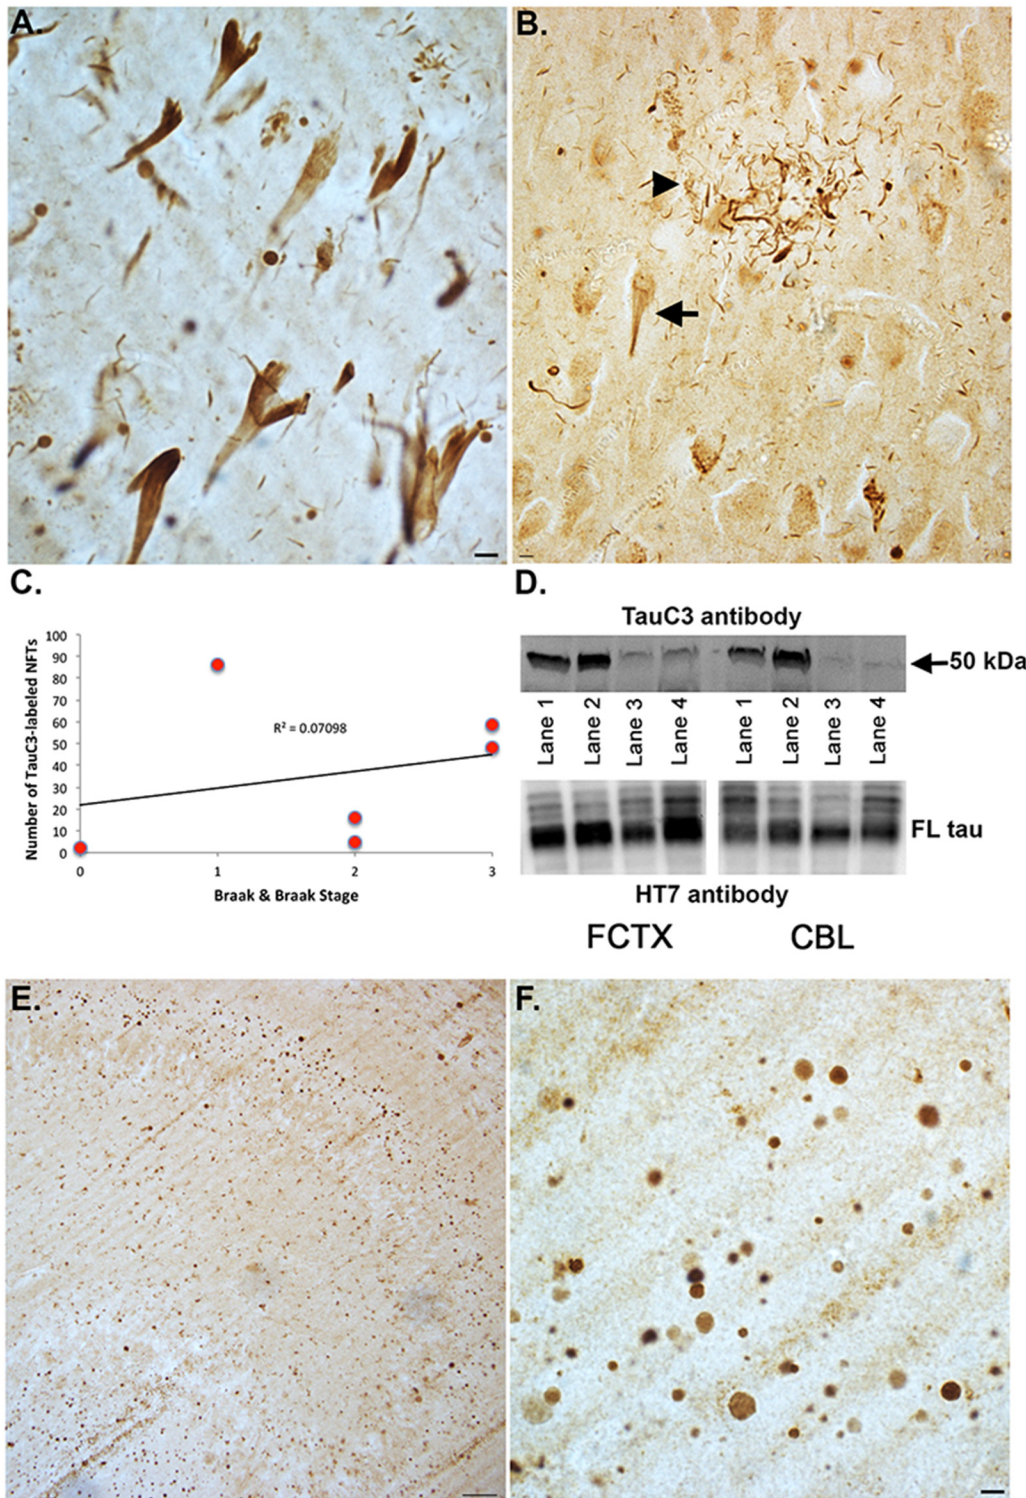 A.
B.
C.
Number of TauC3-labeled NFTs
100
90
80
70
60
50
40
30
20
10
0
R² = 0.07098
0
1
2
3
Braak & Braak Stage
D.
TauC3 antibody
50 kDa
Lane 1
Lane 2
Lane 3
Lane 4
Lane 1
Lane 2
Lane 3
Lane 4
FL tau
HT7 antibody
FCTX
CBL
E.
F.